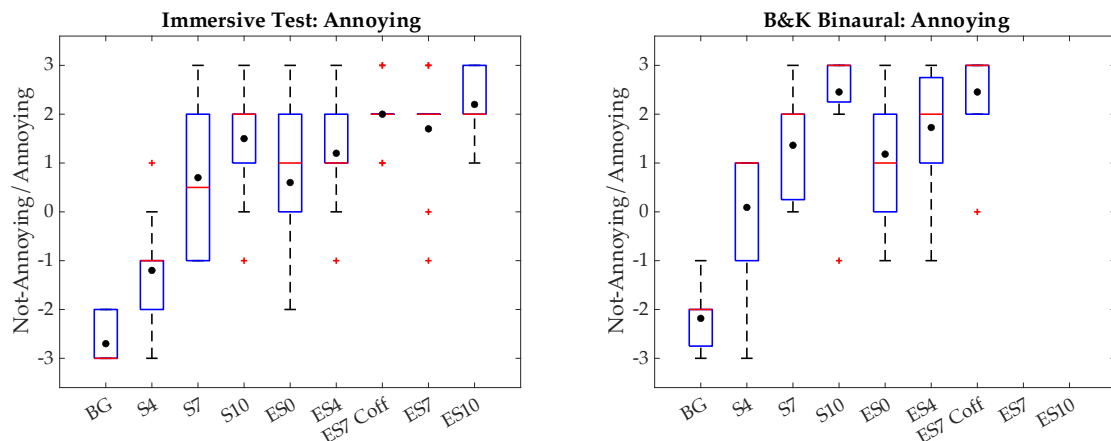 Immersive Test: Annoying
Not-Annoying / Annoying
3
2
1
0
-1
-2
-3
BG S4 S7 S10 ES0 ES4 ES7 Coff ES7 ES10
B&K Binaural: Annoying
Not-Annoying / Annoying
3
2
1
0
-1
-2
-3
BG S4 S7 S10 ES0 ES4 ES7 Coff ES7 ES10